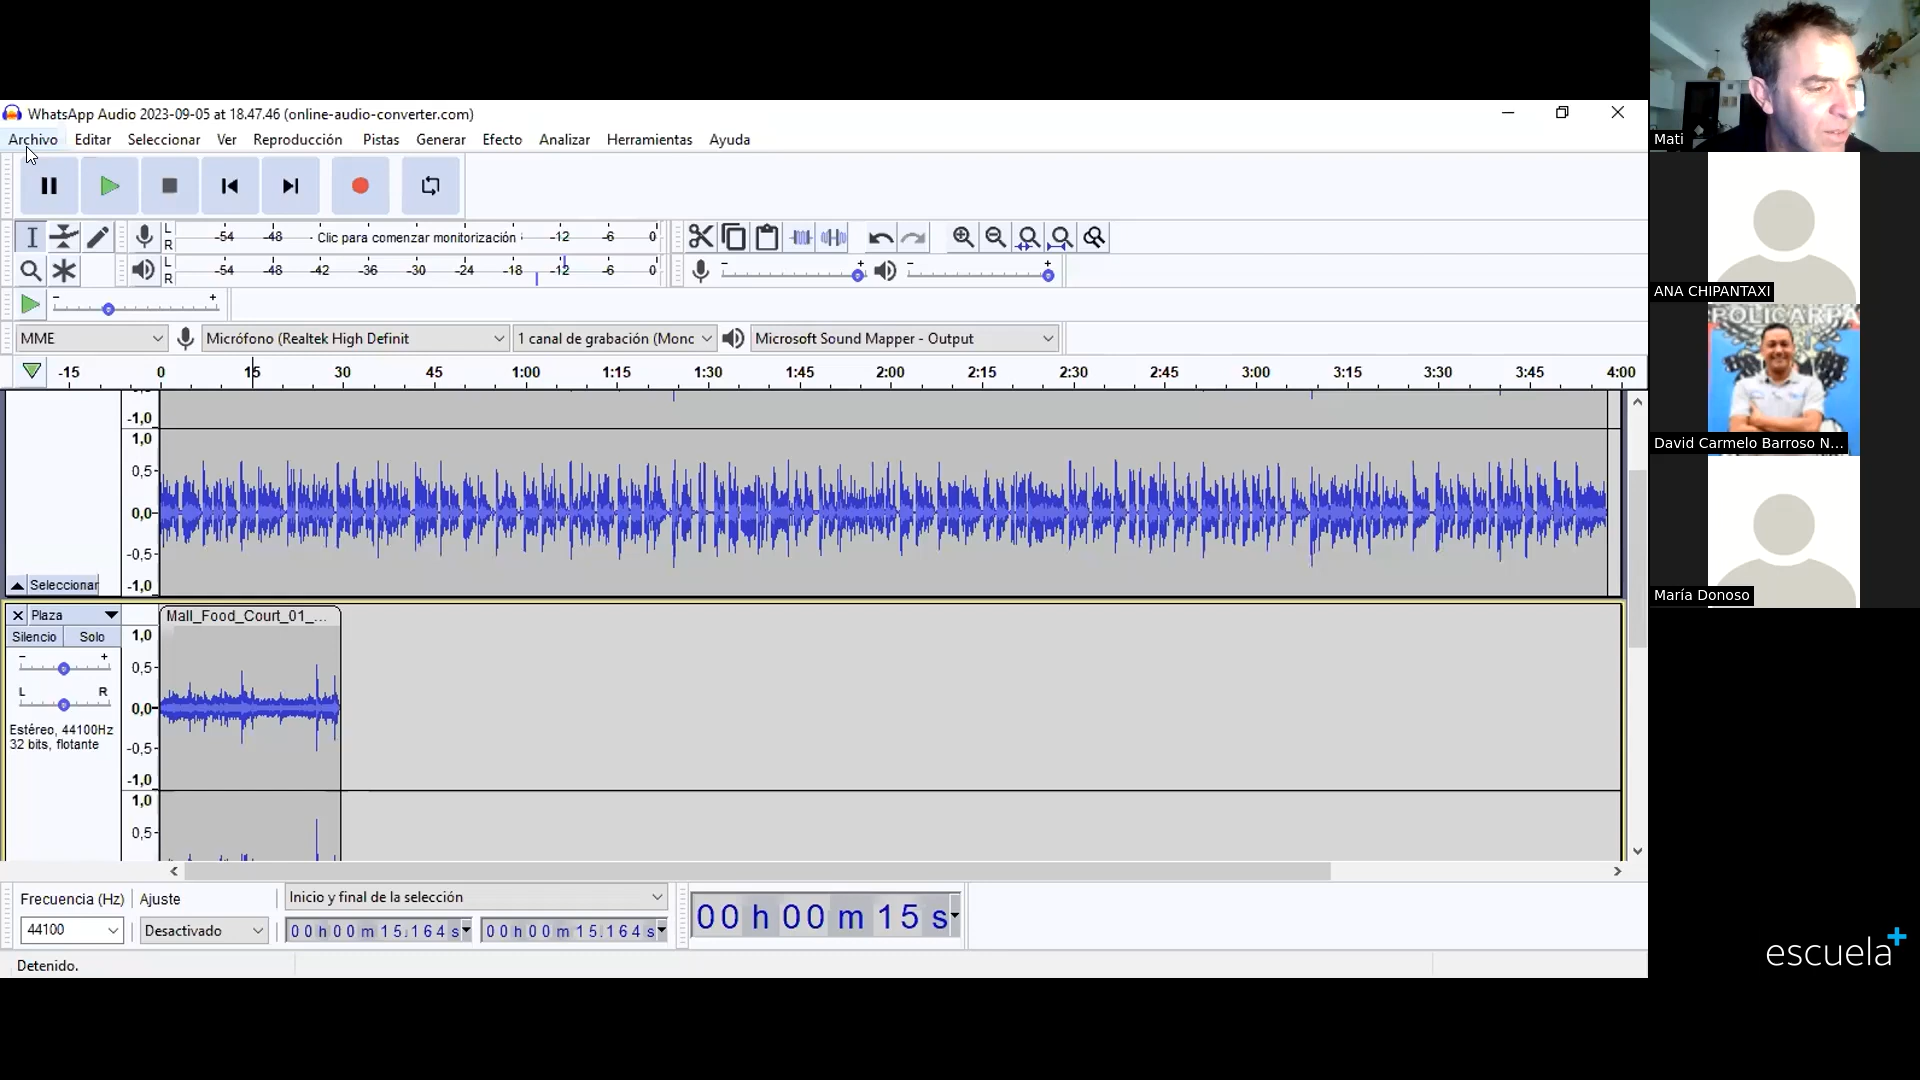 WhatsApp Audio 2023-09-05 at 18.47.46 (online-audio-converter.com)
Archivo Editar Seleccionar Ver Reproducción Pistas Generar Efecto Analizar Herramientas Ayuda
L R -54 -48 - Clic para comenzar monitorización -12 -6 0
L R -54 -48 -42 -36 -30 -24 -18 -12 -6 0
- + - +
- +
MME Micrófono (Realtek High Definit 1 canal de grabación (Monc Microsoft Sound Mapper - Output
-15 0 15 30 45 1:00 1:15 1:30 1:45 2:00 2:15 2:30 2:45 3:00 3:15 3:30 3:45 4:00
-1,0
1,0
0,5
0,0
-0,5
-1,0
Seleccionar
Plaza
Mall_Food_Court_01_...
Silencio Solo
- +
L R
Estéreo, 44100Hz
32 bits, flotante
1,0
0,5
0,0
-0,5
-1,0
1,0
0,5
Frecuencia (Hz) Ajuste Inicio y final de la selección
44100 Desactivado 00 h 00 m 15.164 s 00 h 00 m 15.164 s
00 h 00 m 15 s
Detenido.
Mati
ANA CHIPANTAXI
POLICARPA
David Carmelo Barroso N...
María Donoso
escuela+